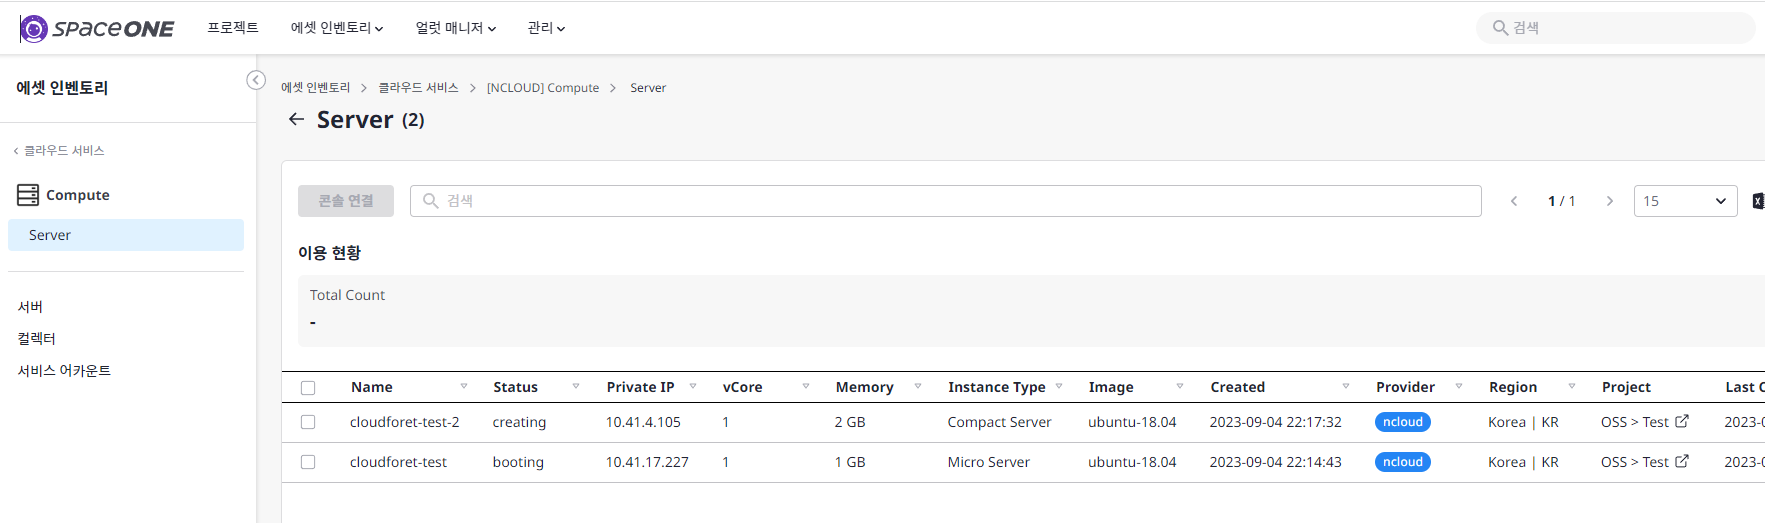 SPACEONE 프로젝트 에셋 인벤토리 얼럿 매니저 관리 검색
에셋 인벤토리
클라우드 서비스
Compute
Server
서버
컬렉터
서비스 어카운트
에셋 인벤토리 > 클라우드 서비스 > [NCLOUD] Compute > Server
Server (2)
콘솔 연결 검색 1 / 1 15
이용 현황
Total Count
-
Name Status Private IP vCore Memory Instance Type Image Created Provider Region Project Last C
cloudforet-test-2 creating 10.41.4.105 1 2 GB Compact Server ubuntu-18.04 2023-09-04 22:17:32 ncloud Korea | KR OSS > Test 2023-0
cloudforet-test booting 10.41.17.227 1 1 GB Micro Server ubuntu-18.04 2023-09-04 22:14:43 ncloud Korea | KR OSS > Test 2023-0